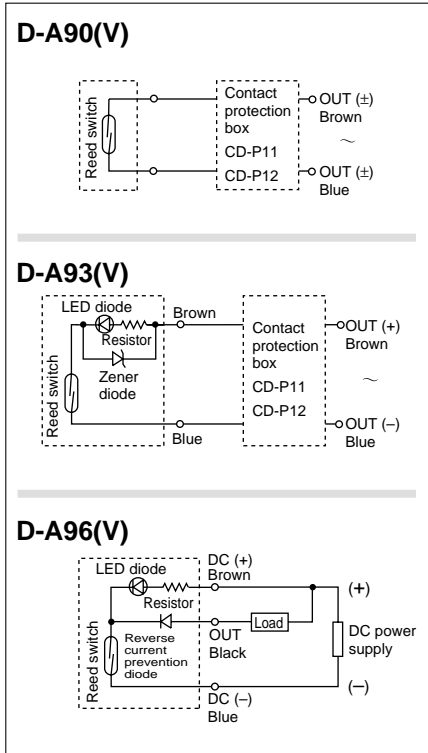 D-A90(V)
Reed switch
Contact
protection
box
CD-P11
CD-P12
OUT (±)
Brown
~
OUT (±)
Blue
D-A93(V)
LED diode
Resistor
Zener
diode
Reed switch
Brown
Blue
Contact
protection
box
CD-P11
CD-P12
OUT (+)
Brown
~
OUT (–)
Blue
D-A96(V)
LED diode
Resistor
Reverse
current
prevention
diode
Reed switch
DC (+)
Brown
OUT
Black
Load
DC (–)
Blue
(+)
DC power
supply
(–)